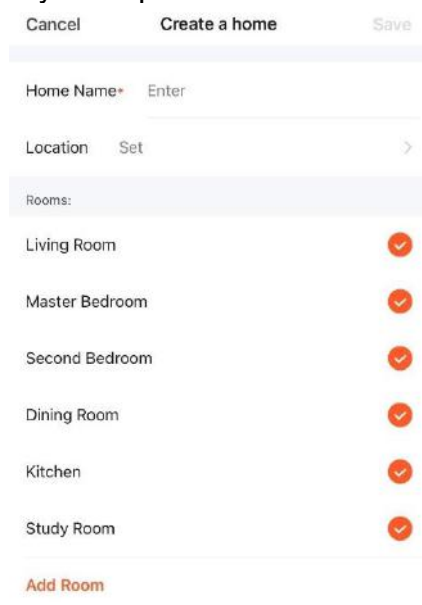 Cancel Create a home Save
Home Name* Enter
Location Set
Rooms:
Living Room
Master Bedroom
Second Bedroom
Dining Room
Kitchen
Study Room
Add Room